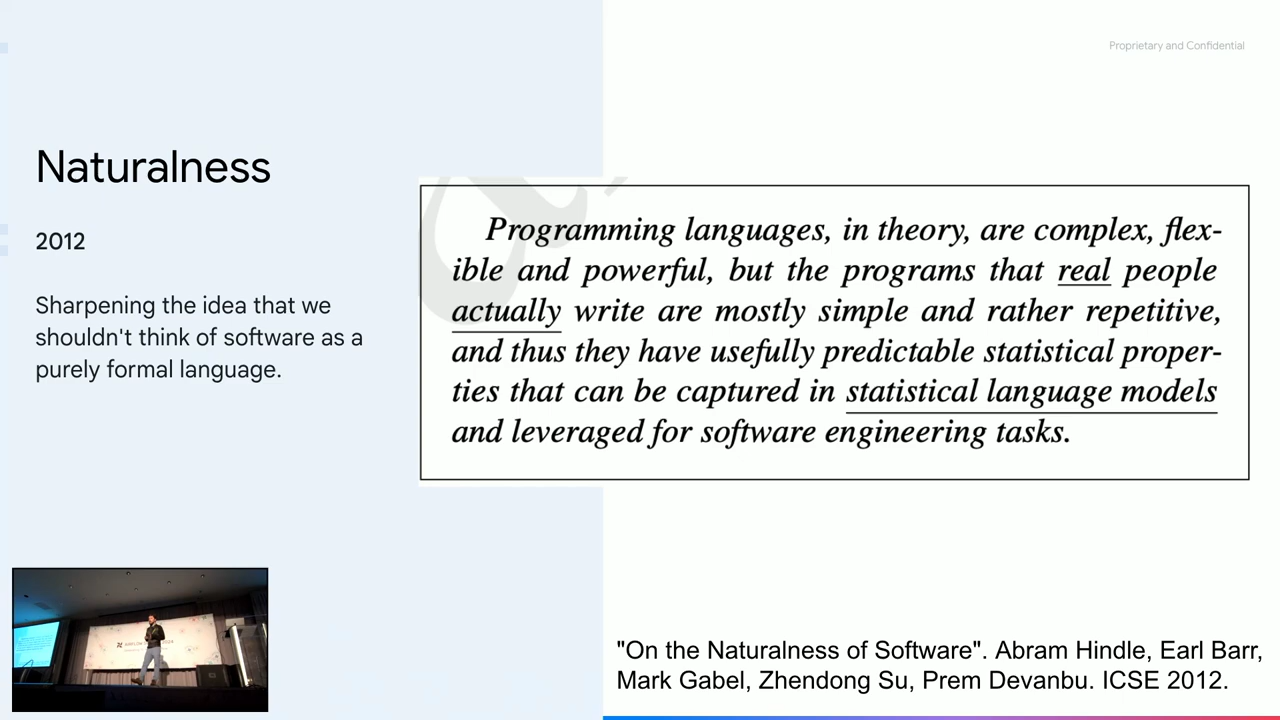 Proprietary and Confidential
Naturalness
2012
Sharpening the idea that we
shouldn't think of software as a
purely formal language.
Programming languages, in theory, are complex, flex-
ible and powerful, but the programs that real people
actually write are mostly simple and rather repetitive,
and thus they have usefully predictable statistical proper-
ties that can be captured in statistical language models
and leveraged for software engineering tasks.
"On the Naturalness of Software". Abram Hindle, Earl Barr,
Mark Gabel, Zhendong Su, Prem Devanbu. ICSE 2012.